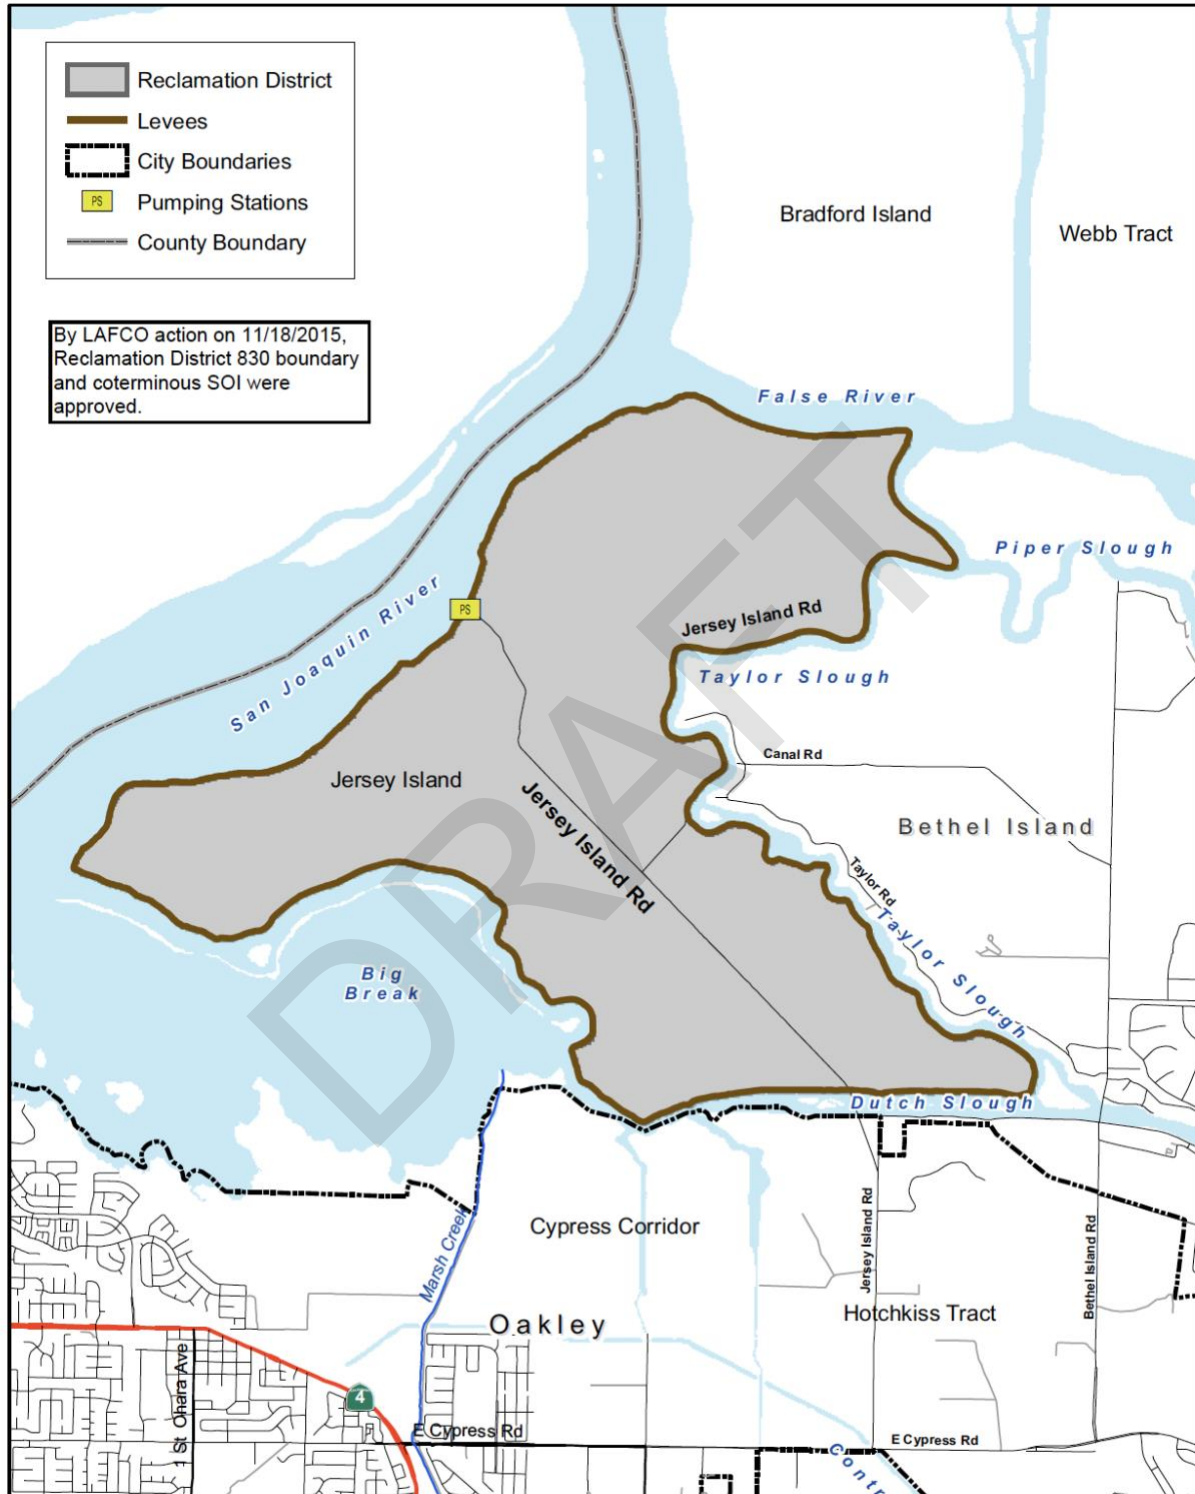 Reclamation District
Levees
City Boundaries
PS
Pumping Stations
County Boundary
By LAFCO action on 11/18/2015,
Reclamation District 830 boundary
and coterminous SOI were
approved.
Bradford Island
Webb Tract
False River
Piper Slough
San Joaquin River
PS
Jersey Island Rd
Taylor Slough
Canal Rd
Jersey Island
Jersey Island Rd
Bethel Island
Taylor Rd
Taylor Slough
Big
Break
Dutch Slough
DRAFT
Marsh Creek
Cypress Corridor
Jersey Island Rd
Bethel Island Rd
Oakley
Hotchkiss Tract
1 St Ohara Ave
4
E Cypress Rd
E Cypress Rd
Contr